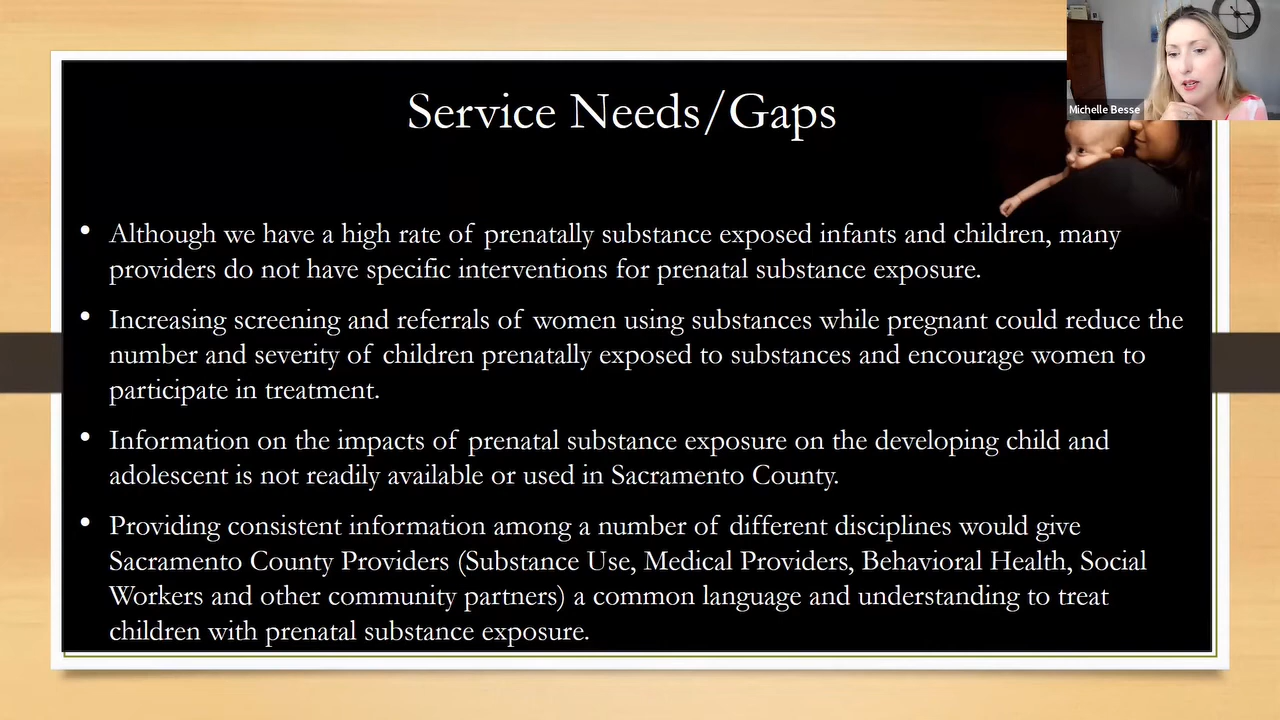 Michelle Besse
Service Needs/Gaps
• Although we have a high rate of prenatally substance exposed infants and children, many
providers do not have specific interventions for prenatal substance exposure.
• Increasing screening and referrals of women using substances while pregnant could reduce the
number and severity of children prenatally exposed to substances and encourage women to
participate in treatment.
• Information on the impacts of prenatal substance exposure on the developing child and
adolescent is not readily available or used in Sacramento County.
• Providing consistent information among a number of different disciplines would give
Sacramento County Providers (Substance Use, Medical Providers, Behavioral Health, Social
Workers and other community partners) a common language and understanding to treat
children with prenatal substance exposure.